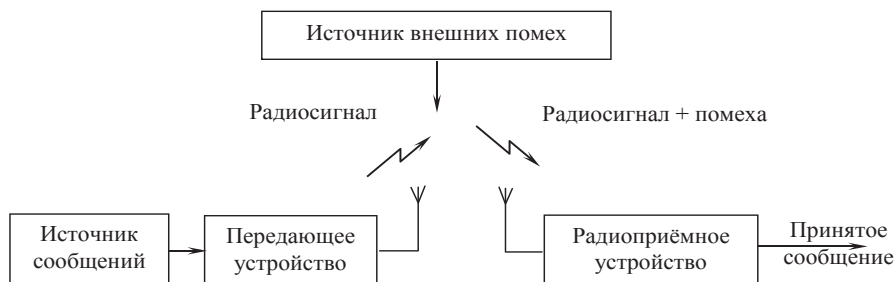 Источник внешних помех
Радиосигнал
Радиосигнал + помеха
Источник
сообщений
Передающее
устройство
Радиоприёмное
устройство
Принятое
сообщение